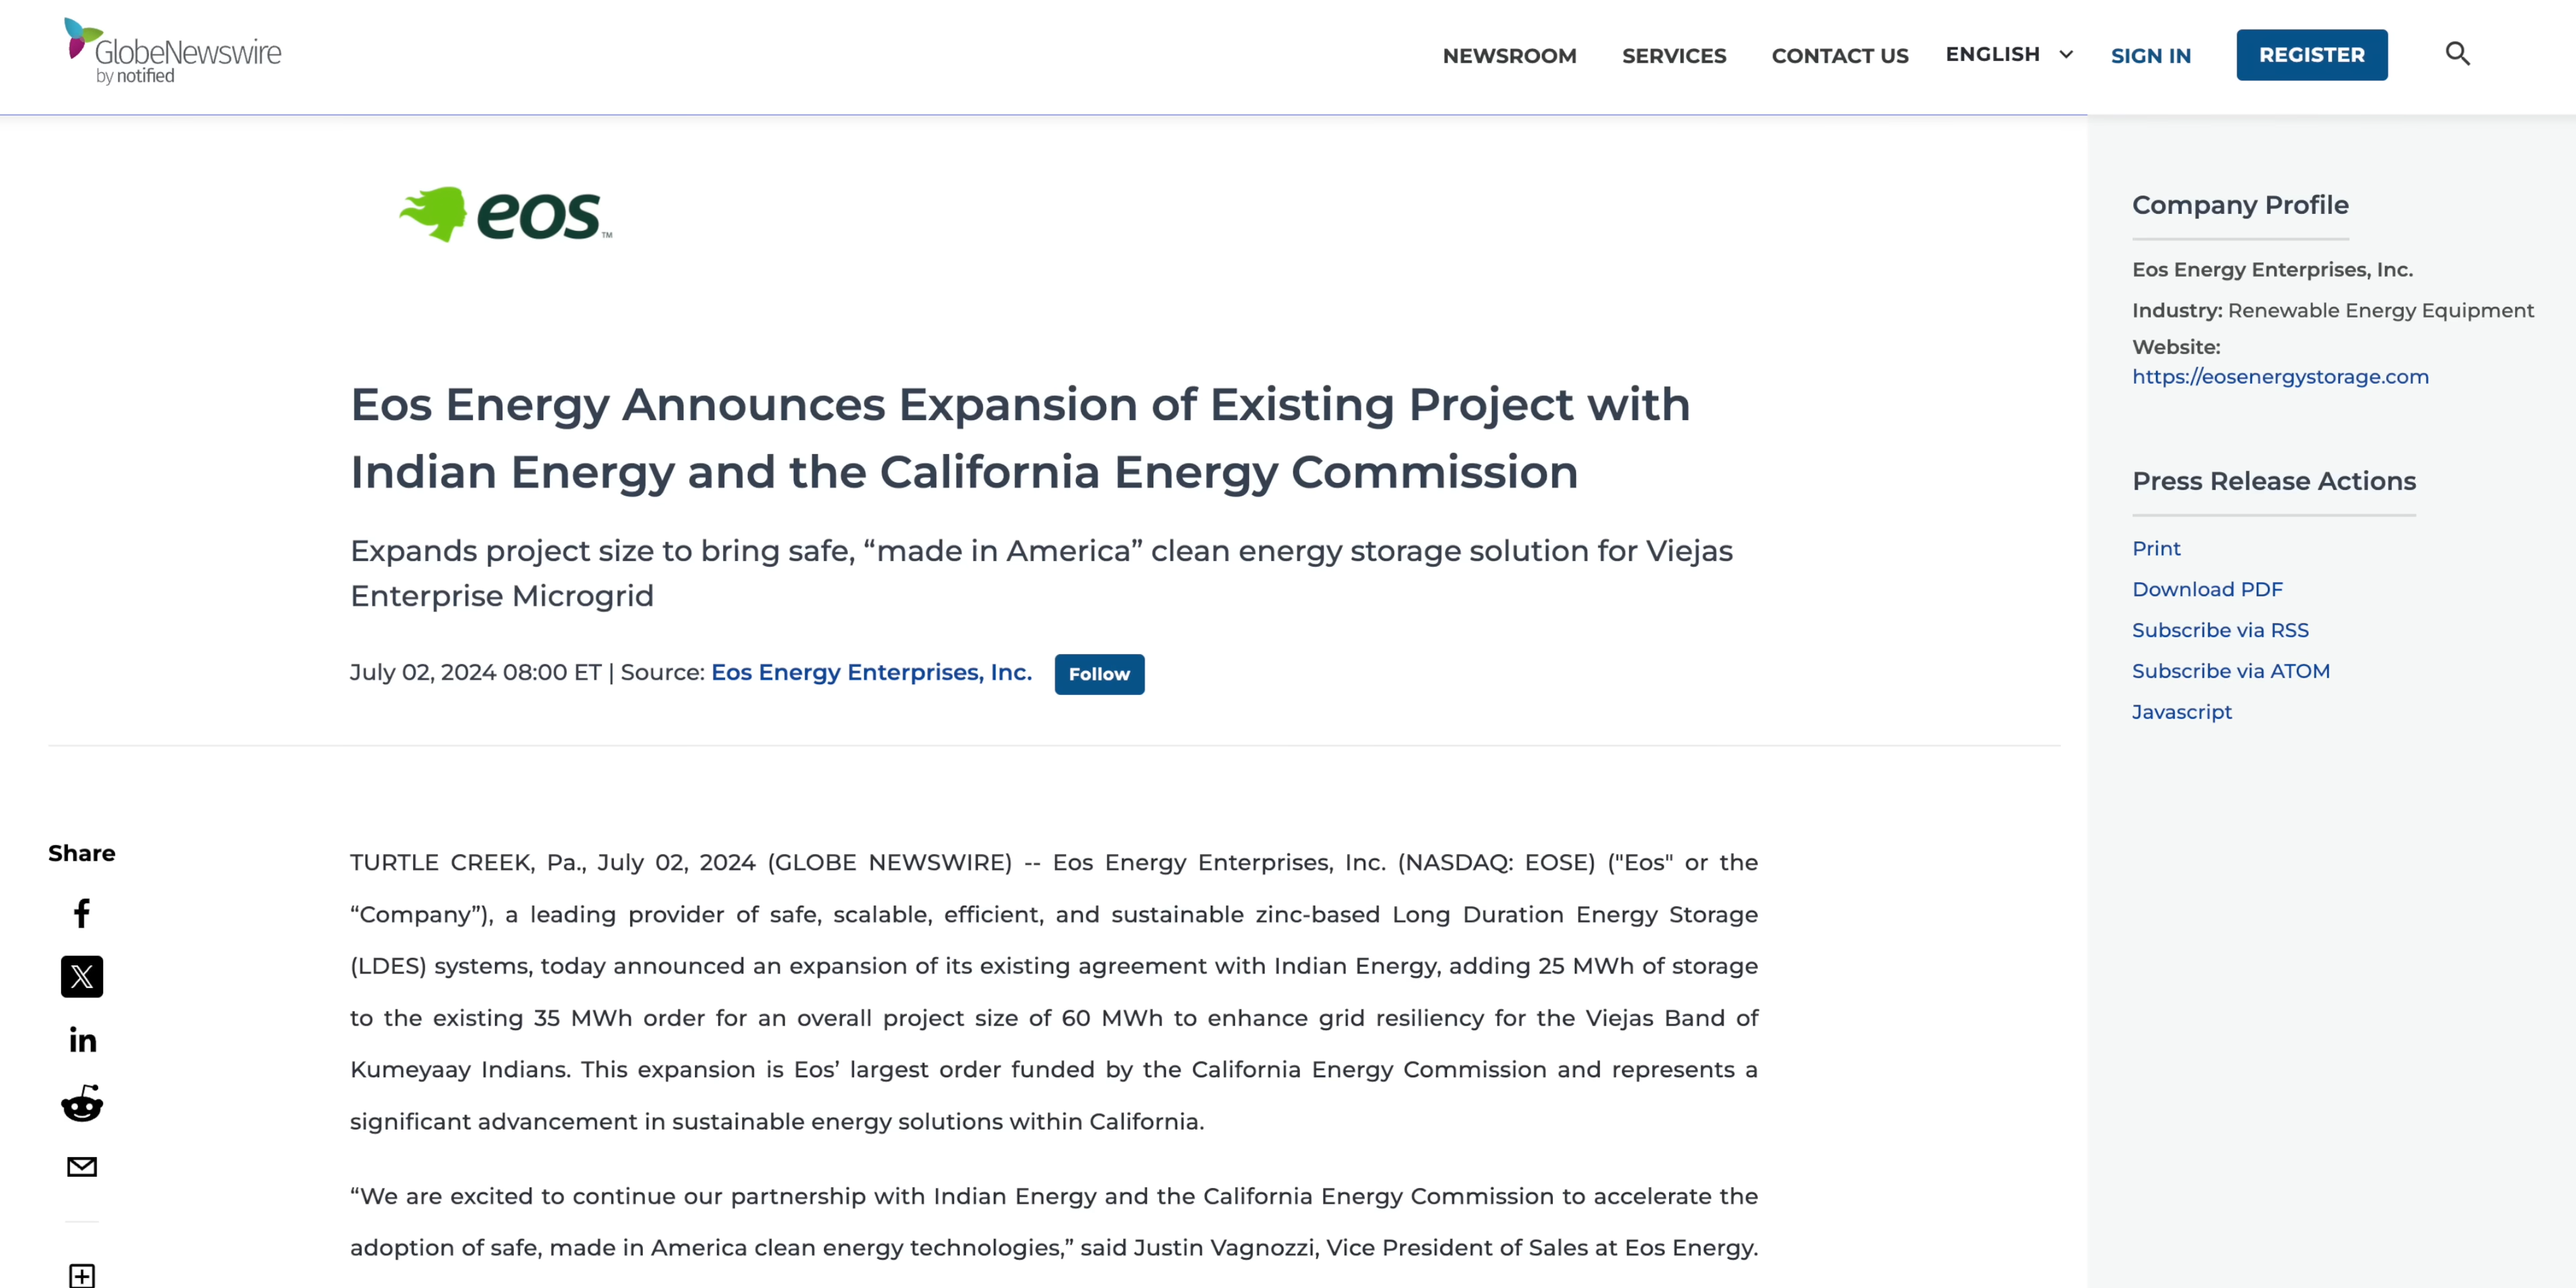 GlobeNewswire
by notified
NEWSROOM SERVICES CONTACT US ENGLISH SIGN IN REGISTER
eos™
Eos Energy Announces Expansion of Existing Project with
Indian Energy and the California Energy Commission
Expands project size to bring safe, “made in America” clean energy storage solution for Viejas
Enterprise Microgrid
July 02, 2024 08:00 ET | Source: Eos Energy Enterprises, Inc. Follow
Share
TURTLE CREEK, Pa., July 02, 2024 (GLOBE NEWSWIRE) -- Eos Energy Enterprises, Inc. (NASDAQ: EOSE) ("Eos" or the
“Company”), a leading provider of safe, scalable, efficient, and sustainable zinc-based Long Duration Energy Storage
(LDES) systems, today announced an expansion of its existing agreement with Indian Energy, adding 25 MWh of storage
to the existing 35 MWh order for an overall project size of 60 MWh to enhance grid resiliency for the Viejas Band of
Kumeyaay Indians. This expansion is Eos’ largest order funded by the California Energy Commission and represents a
significant advancement in sustainable energy solutions within California.
“We are excited to continue our partnership with Indian Energy and the California Energy Commission to accelerate the
adoption of safe, made in America clean energy technologies,” said Justin Vagnozzi, Vice President of Sales at Eos Energy.
Company Profile
Eos Energy Enterprises, Inc.
Industry: Renewable Energy Equipment
Website:
https://eosenergystorage.com
Press Release Actions
Print
Download PDF
Subscribe via RSS
Subscribe via ATOM
Javascript